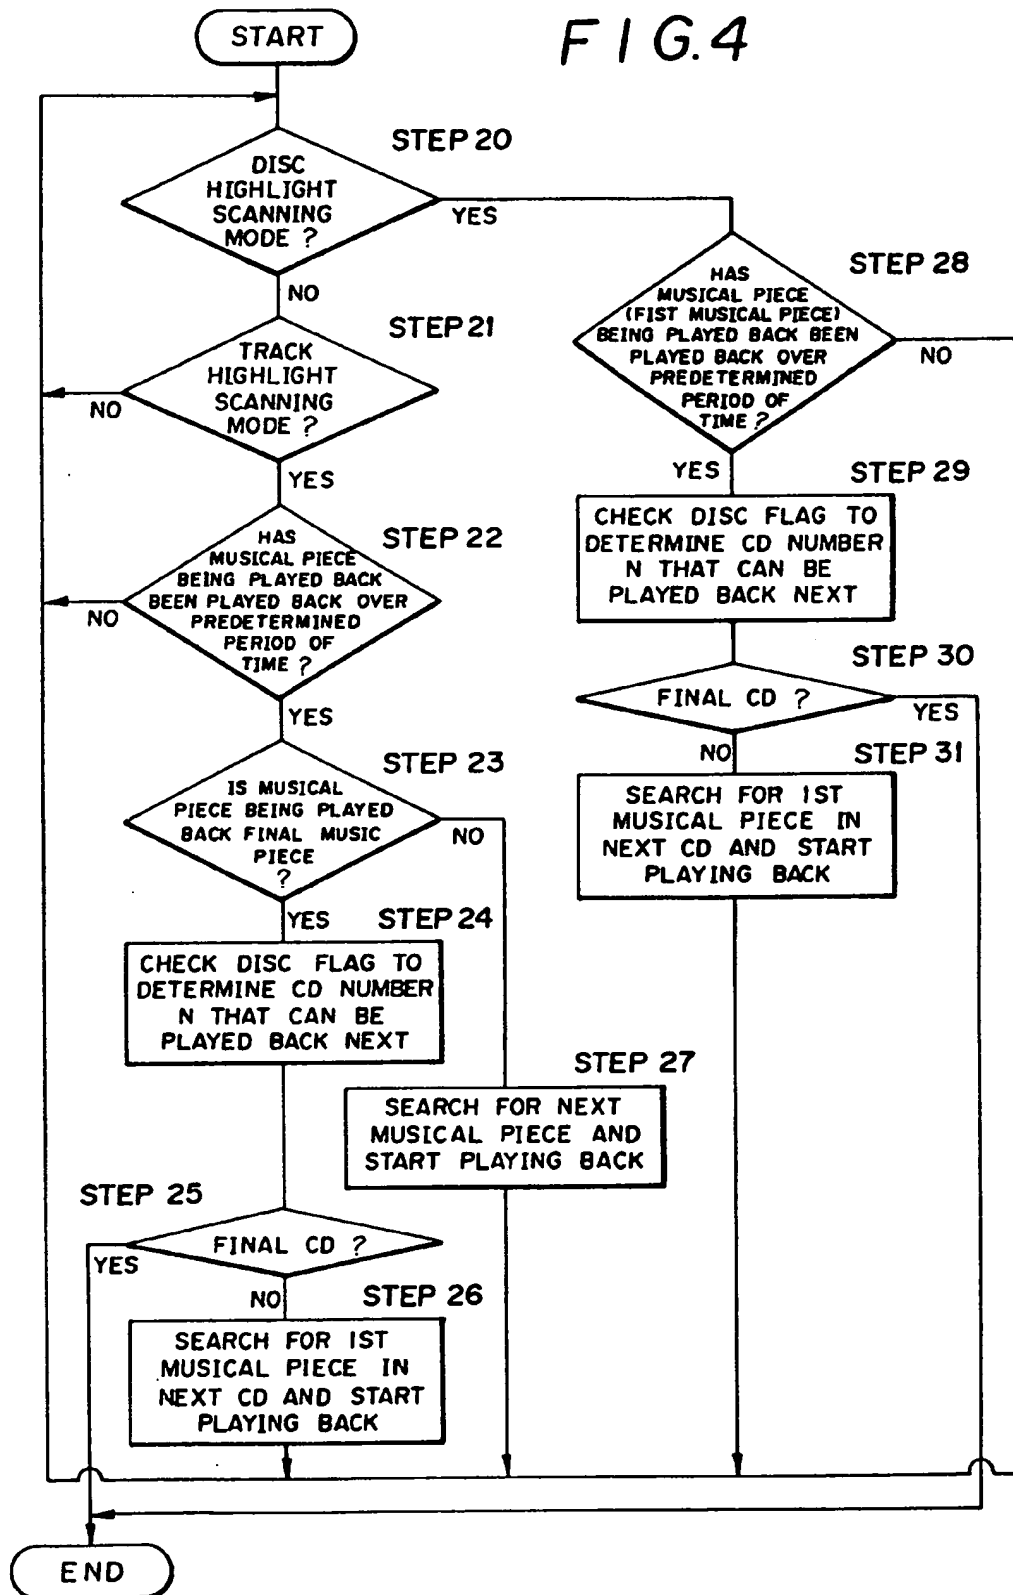 START
FIG.4
STEP 20
DISC
HIGHLIGHT
SCANNING
MODE ?
YES
NO
STEP 21
TRACK
HIGHLIGHT
SCANNING
MODE ?
NO
YES
STEP 22
HAS
MUSICAL PIECE
BEING PLAYED BACK
BEEN PLAYED BACK OVER
PREDETERMINED
PERIOD OF
TIME ?
NO
YES
STEP 23
IS MUSICAL
PIECE BEING PLAYED
BACK FINAL MUSIC
PIECE
?
NO
YES
STEP 24
CHECK DISC FLAG TO
DETERMINE CD NUMBER
N THAT CAN BE
PLAYED BACK NEXT
STEP 27
SEARCH FOR NEXT
MUSICAL PIECE AND
START PLAYING BACK
STEP 25
FINAL CD ?
YES
NO
STEP 26
SEARCH FOR 1ST
MUSICAL PIECE IN
NEXT CD AND START
PLAYING BACK
END
STEP 28
HAS
MUSICAL PIECE
(FIST MUSICAL PIECE)
BEING PLAYED BACK BEEN
PLAYED BACK OVER
PREDETERMINED
PERIOD OF
TIME ?
NO
YES
STEP 29
CHECK DISC FLAG TO
DETERMINE CD NUMBER
N THAT CAN BE
PLAYED BACK NEXT
STEP 30
FINAL CD ?
YES
NO
STEP 31
SEARCH FOR 1ST
MUSICAL PIECE IN
NEXT CD AND START
PLAYING BACK